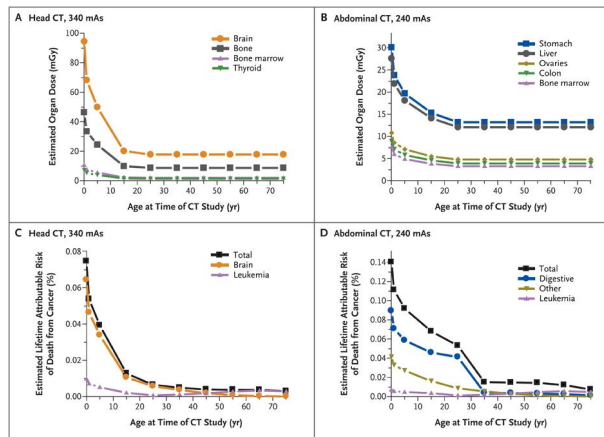 A Head CT, 340 mAs
Estimated Organ Dose (mGy)
100
80
60
40
20
0
Brain
Bone
Bone marrow
Thyroid
0 10 20 30 40 50 60 70
Age at Time of CT Study (yr)
B Abdominal CT, 240 mAs
Estimated Organ Dose (mGy)
30
25
20
15
10
5
0
Stomach
Liver
Ovaries
Colon
Bone marrow
0 10 20 30 40 50 60 70
Age at Time of CT Study (yr)
C Head CT, 340 mAs
Estimated Lifetime Attributable Risk
of Death from Cancer (%)
0.08
0.06
0.04
0.02
0.00
Total
Brain
Leukemia
0 10 20 30 40 50 60 70
Age at Time of CT Study (yr)
D Abdominal CT, 240 mAs
Estimated Lifetime Attributable Risk
of Death from Cancer (%)
0.14
0.12
0.10
0.08
0.06
0.04
0.02
0.00
Total
Digestive
Other
Leukemia
0 10 20 30 40 50 60 70
Age at Time of CT Study (yr)